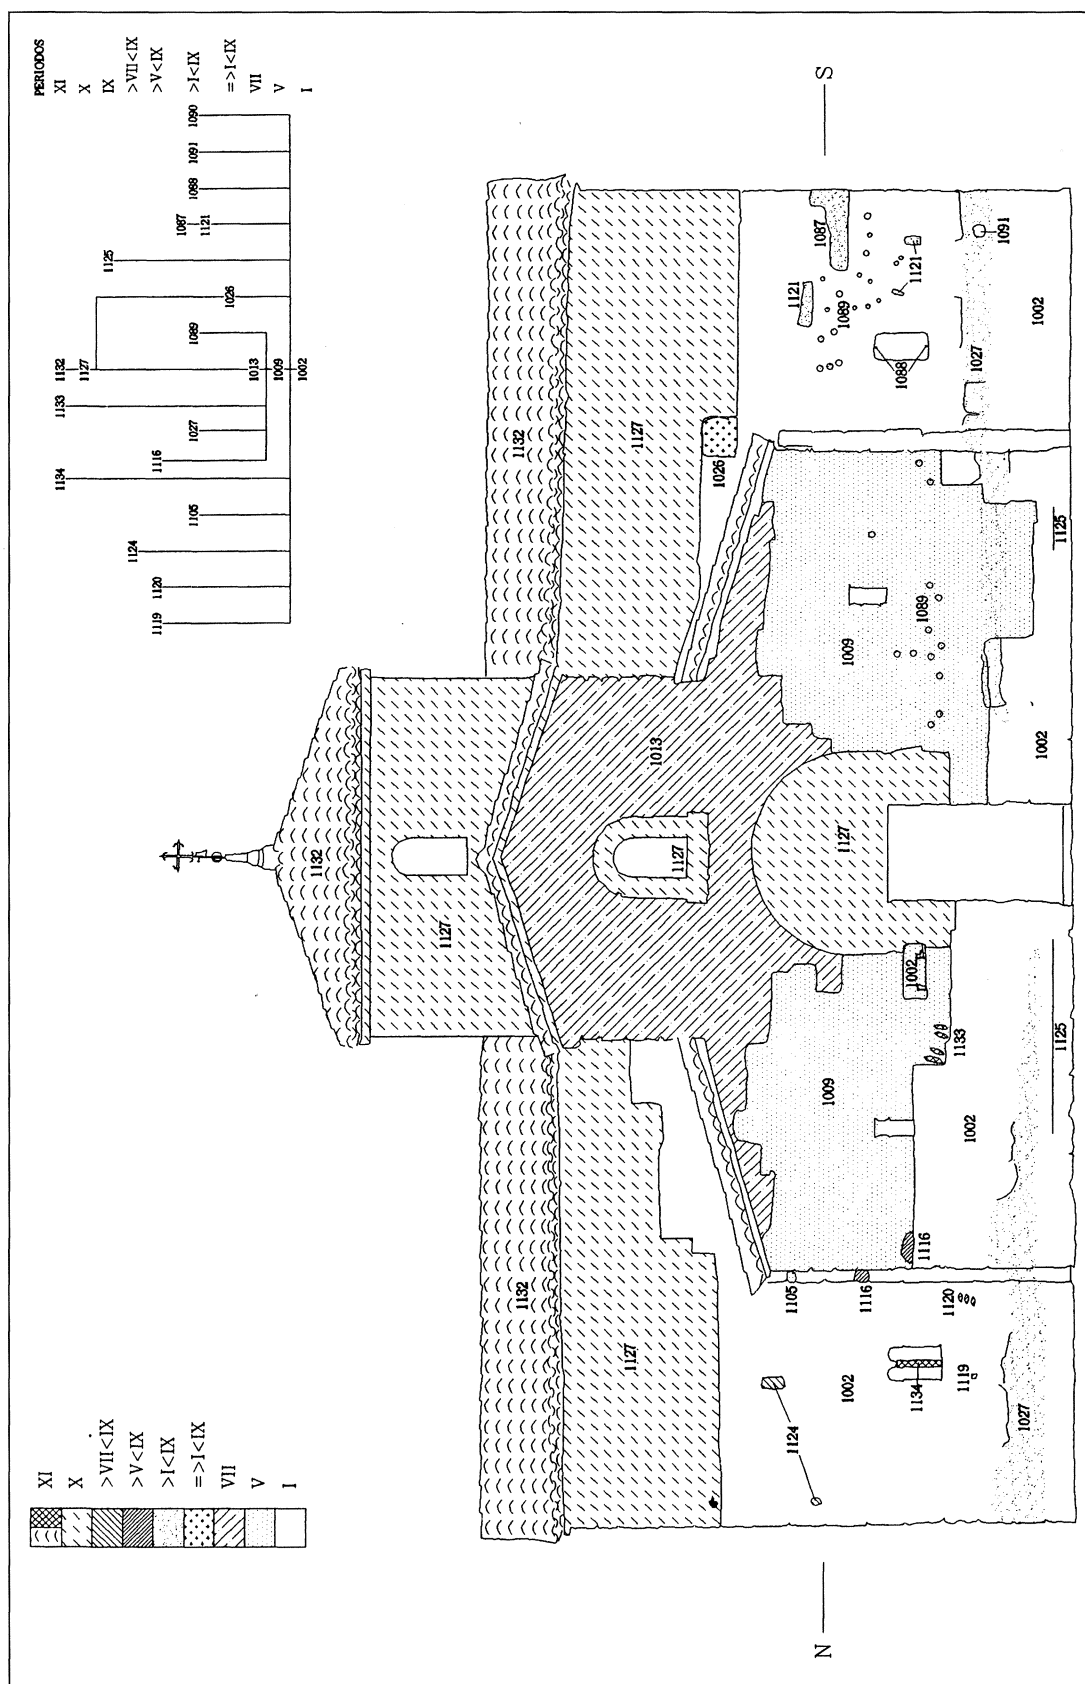 XI
X
>VII<IX
>V<IX
>I<IX
=>I<IX
VII
V
I
PERIODOS
XI
X
IX
>VII<IX
>V<IX
>I<IX
=>I<IX
VII
V
I
1134 1133 1132
1127
1125
1124
1119 1120 1116
1087
1105 1027 1089 1121 1088 1091 1090
1026
1013
1009
1002
1132
1127
1132
1132
1127
1127
1013
1026
1127
1127
1124
1105
1116
1002
1134
1119
1120
1116
1027
1009
1002
1133
1002
1125
1009
1089
1002
1125
1087
1121
1089
1121
1088
1027
1091
1002
N
S